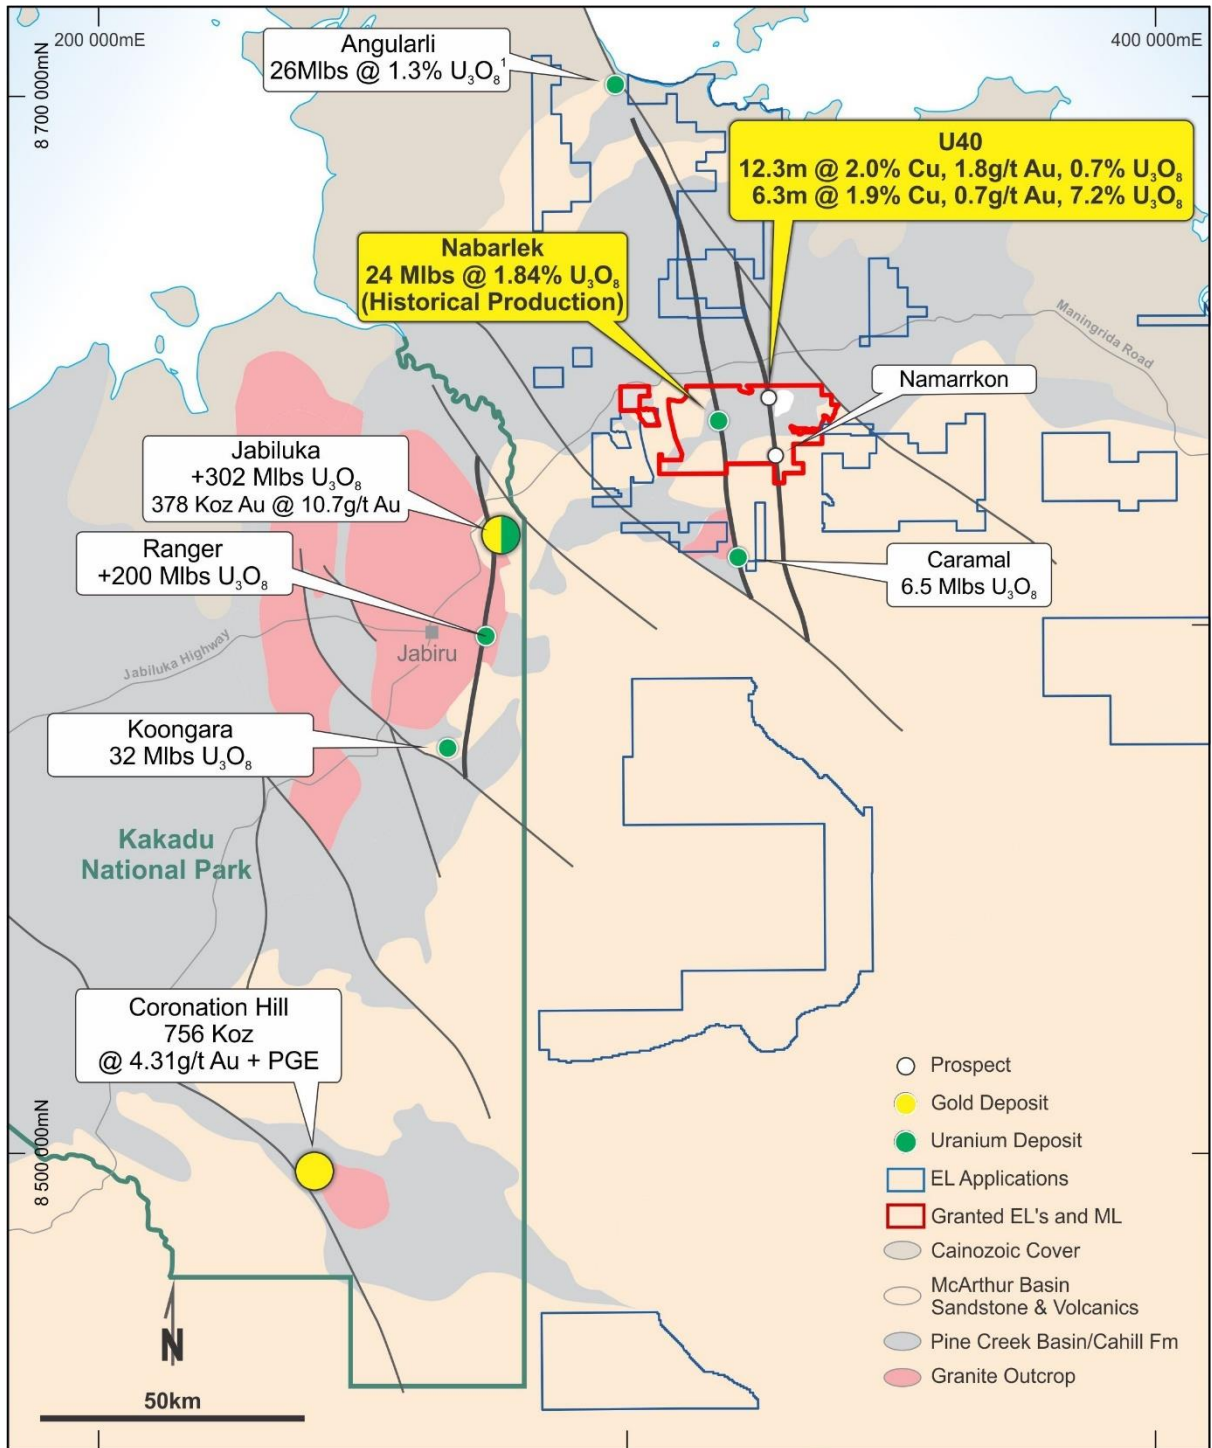 200 000mE
400 000mE
8 700 000mN
Angularli
26Mlbs @ 1.3% U₃O₈¹
U40
12.3m @ 2.0% Cu, 1.8g/t Au, 0.7% U₃O₈
6.3m @ 1.9% Cu, 0.7g/t Au, 7.2% U₃O₈
Nabarlek
24 Mlbs @ 1.84% U₃O₈
(Historical Production)
Maningrida Road
Namarrkon
Jabiluka
+302 Mlbs U₃O₈
378 Koz Au @ 10.7g/t Au
Ranger
+200 Mlbs U₃O₈
Caramal
6.5 Mlbs U₃O₈
Jabiru
Jabiluka Highway
Koongara
32 Mlbs U₃O₈
Kakadu
National Park
Coronation Hill
756 Koz
@ 4.31g/t Au + PGE
8 500 000mN
Prospect
Gold Deposit
Uranium Deposit
EL Applications
Granted EL's and ML
Cainozoic Cover
McArthur Basin
Sandstone & Volcanics
Pine Creek Basin/Cahill Fm
Granite Outcrop
N
50km